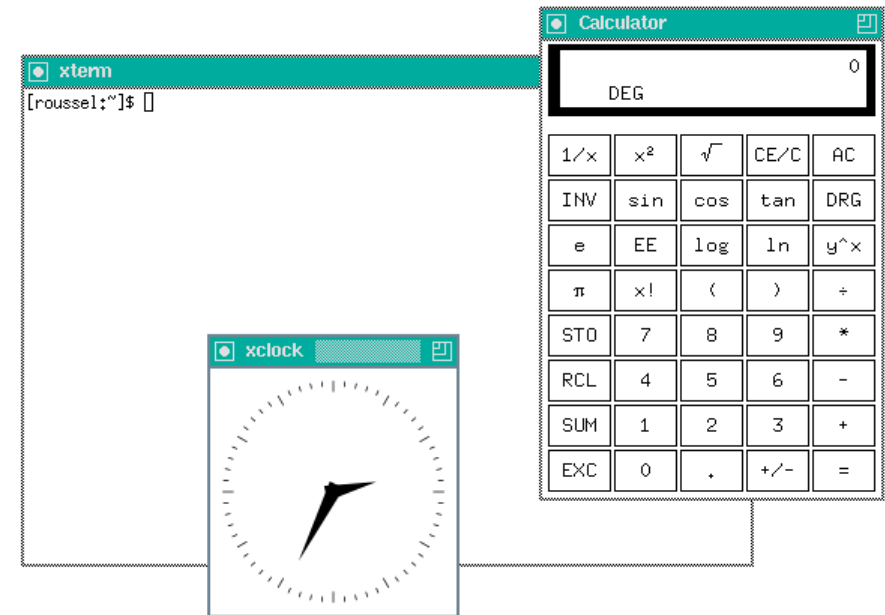 Calculator
xterm
0
DEG
[roussel:~]$
1/x x² √ CE/C AC
INV sin cos tan DRG
e EE log ln y^x
π x! ( ) ÷
STO 7 8 9 *
xclock
RCL 4 5 6 -
SUM 1 2 3 +
EXC 0 . +/- =